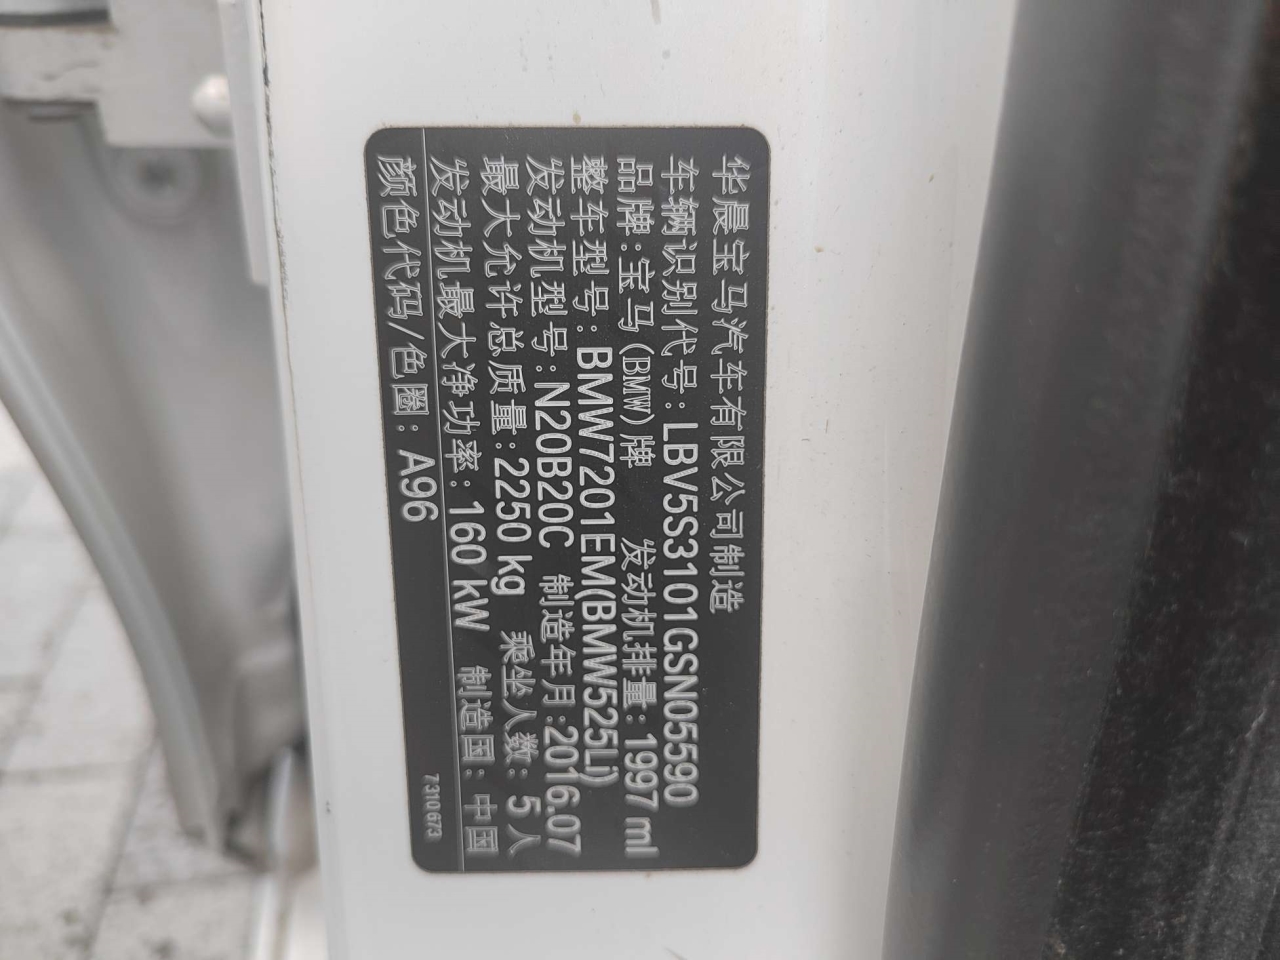 华晨宝马汽车有限公司制造
车辆识别代号:LBV5S3101GSN05590
品牌:宝马(BMW)牌 发动机排量:1997 ml
整车型号:BMW7201EM(BMW525Li)
发动机型号:N20B20C 制造年月:2016.07
最大允许总质量:2250 kg 乘坐人数:5人
发动机最大净功率:160 kW 制造国:中国
颜色代码/色圈:A96
7310673